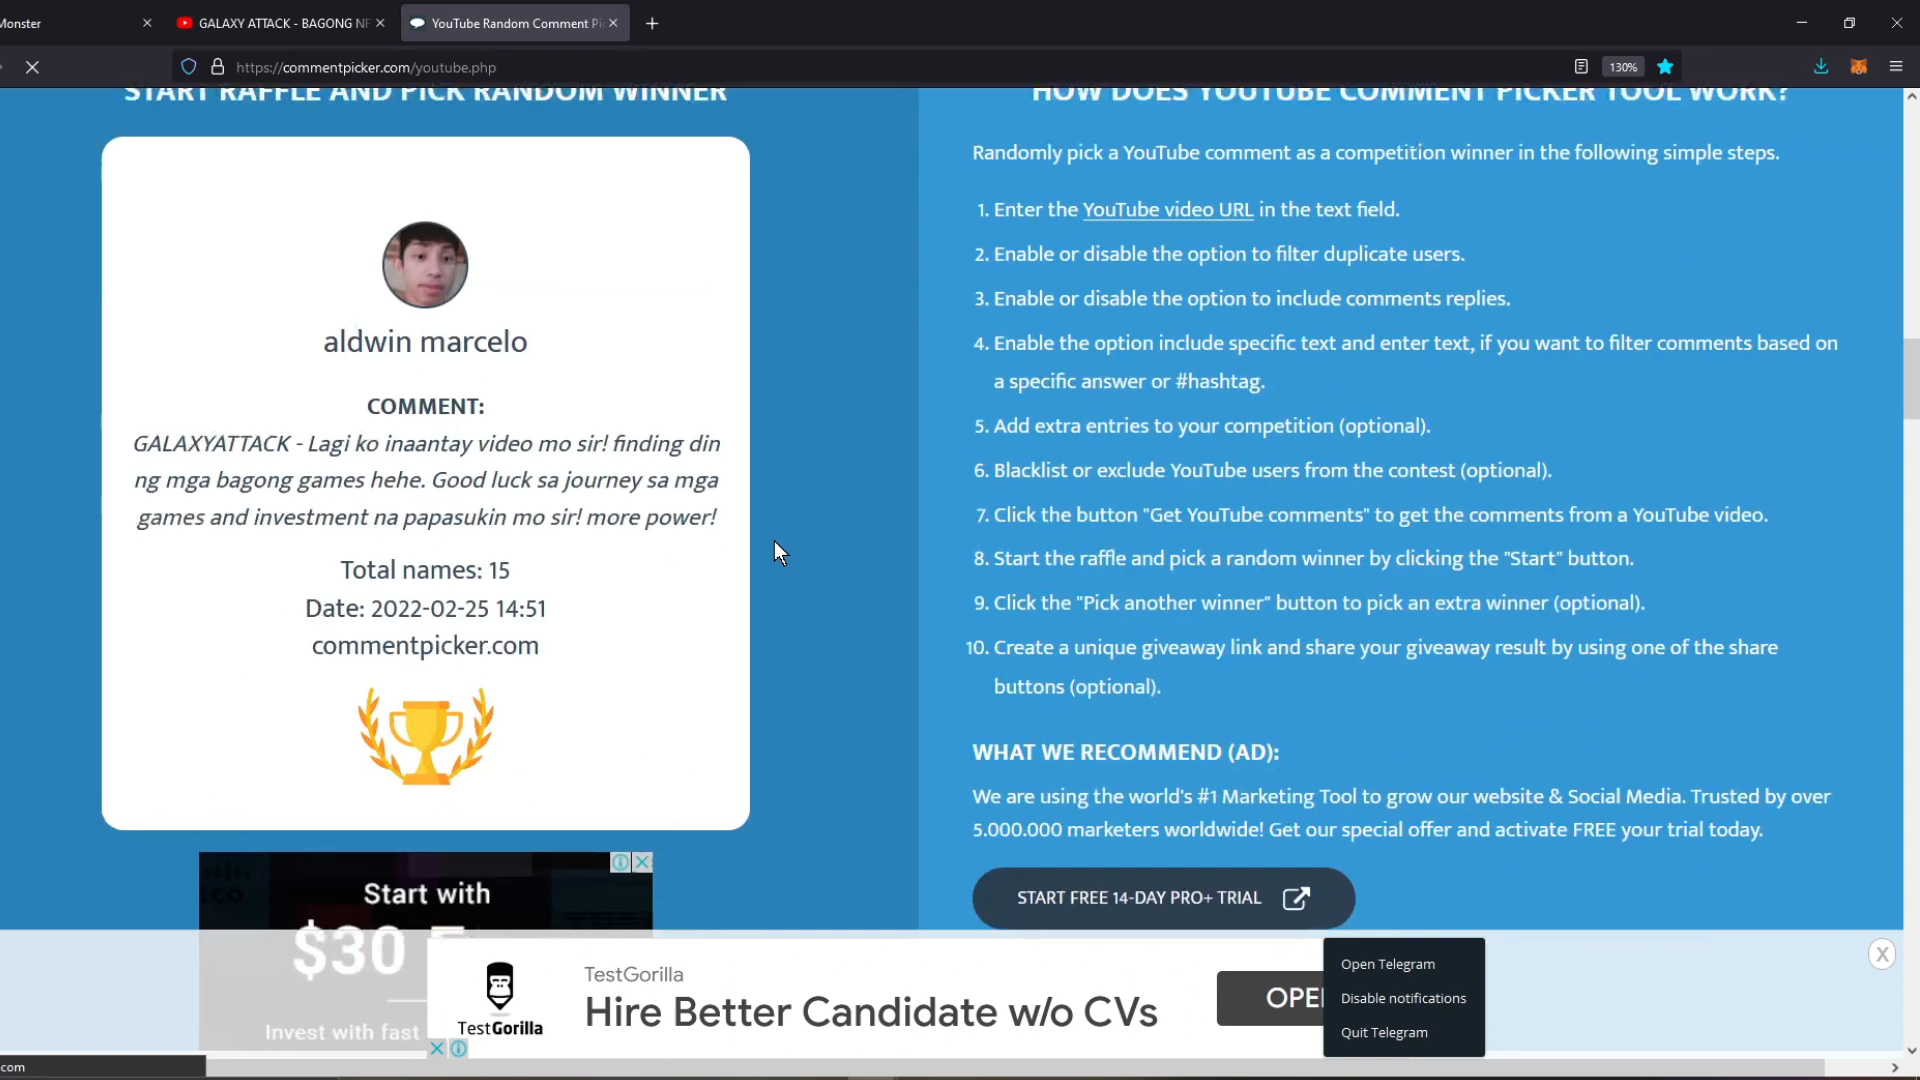 Monster
GALAXY ATTACK - BAGONG NF
YouTube Random Comment Pi
https://commentpicker.com/youtube.php
130%
START RAFFLE AND PICK RANDOM WINNER
aldwin marcelo
COMMENT:
GALAXYATTACK - Lagi ko inaantay video mo sir! finding din
ng mga bagong games hehe. Good luck sa journey sa mga
games and investment na papasukin mo sir! more power!
Total names: 15
Date: 2022-02-25 14:51
commentpicker.com
Start with
$30
Invest with fast
HOW DOES YOUTUBE COMMENT PICKER TOOL WORK?
Randomly pick a YouTube comment as a competition winner in the following simple steps.
1. Enter the YouTube video URL in the text field.
2. Enable or disable the option to filter duplicate users.
3. Enable or disable the option to include comments replies.
4. Enable the option include specific text and enter text, if you want to filter comments based on
a specific answer or #hashtag.
5. Add extra entries to your competition (optional).
6. Blacklist or exclude YouTube users from the contest (optional).
7. Click the button "Get YouTube comments" to get the comments from a YouTube video.
8. Start the raffle and pick a random winner by clicking the "Start" button.
9. Click the "Pick another winner" button to pick an extra winner (optional).
10. Create a unique giveaway link and share your giveaway result by using one of the share
buttons (optional).
WHAT WE RECOMMEND (AD):
We are using the world's #1 Marketing Tool to grow our website & Social Media. Trusted by over
5.000.000 marketers worldwide! Get our special offer and activate FREE your trial today.
START FREE 14-DAY PRO+ TRIAL
TestGorilla
TestGorilla
Hire Better Candidate w/o CVs
OPE
X
Open Telegram
Disable notifications
Quit Telegram
com